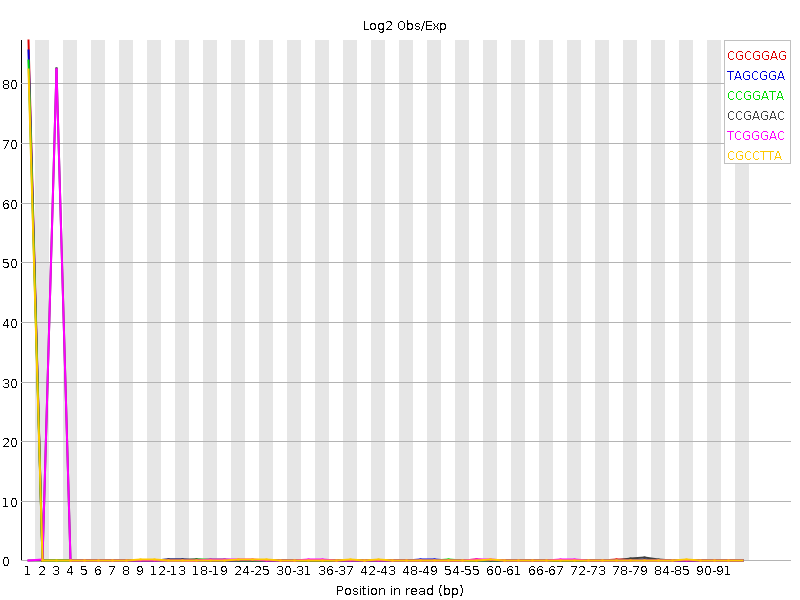 Log2 Obs/Exp
CGCGGAG
TAGCGGA
CCGGATA
CCGAGAC
TCGGGAC
CGCCTTA
80
70
60
50
40
30
20
10
0
1 2 3 4 5 6 7 8 9 12-13 18-19 24-25 30-31 36-37 42-43 48-49 54-55 60-61 66-67 72-73 78-79 84-85 90-91
Position in read (bp)